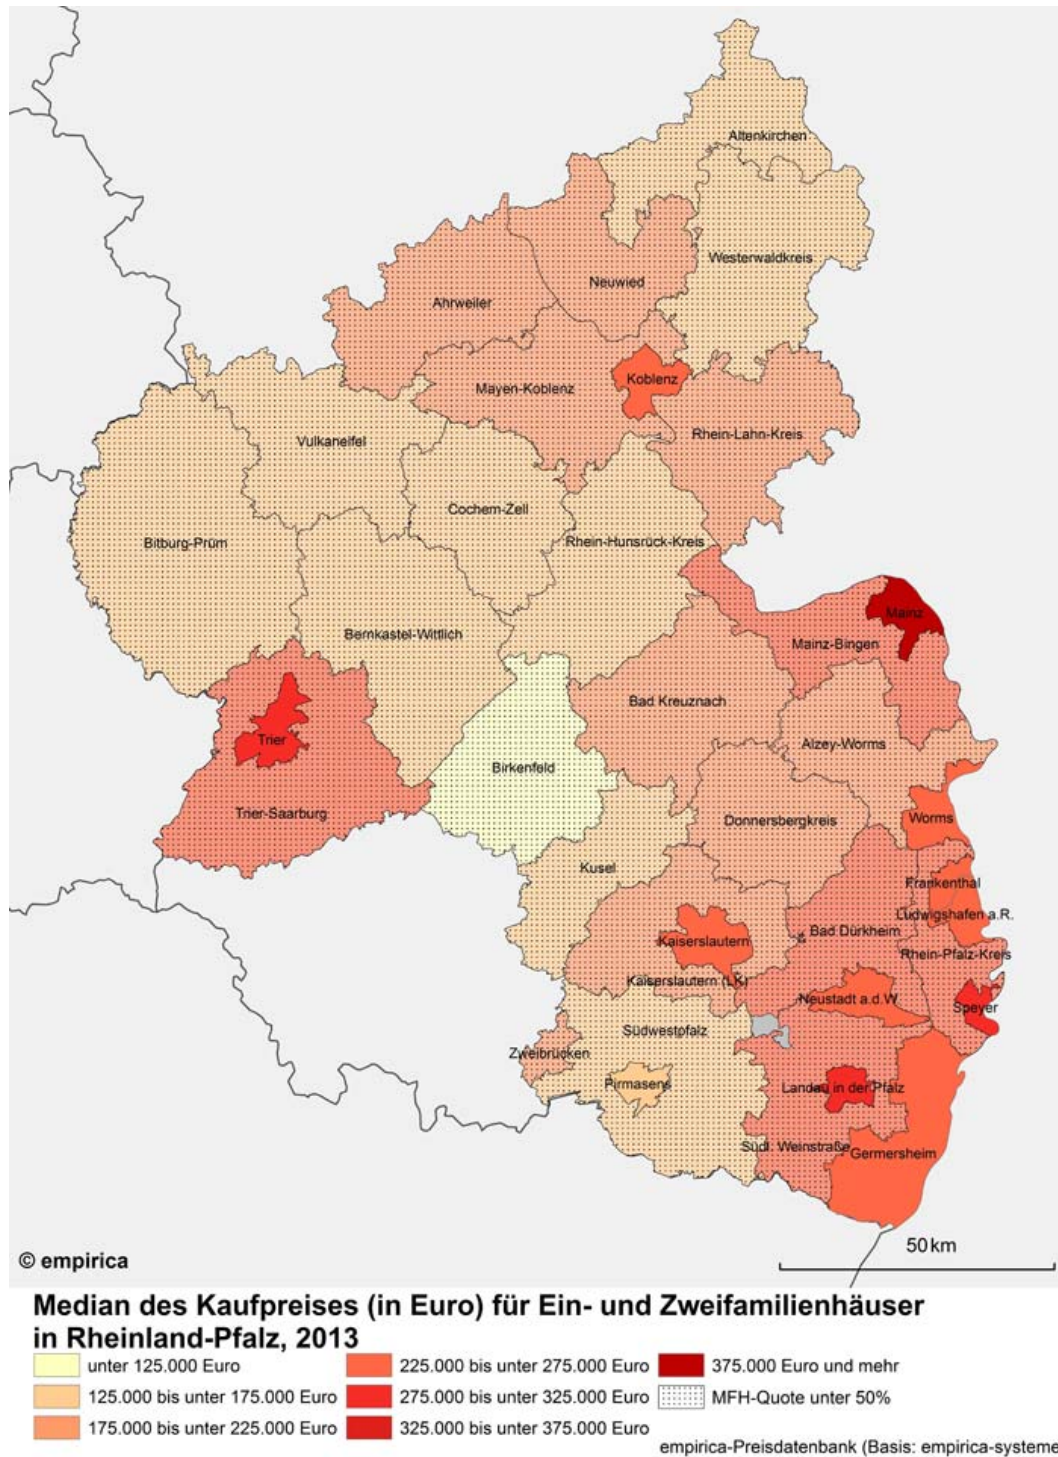 Altenkirchen
Westerwaldkreis
Neuwied
Ahrweiler
Koblenz
Mayen-Koblenz
Rhein-Lahn-Kreis
Vulkaneifel
Cochem-Zell
Bitburg-Prüm
Rhein-Hunsrück-Kreis
Mainz
Bernkastel-Wittlich
Mainz-Bingen
Bad Kreuznach
Trier
Alzey-Worms
Birkenfeld
Trier-Saarburg
Donnersbergkreis
Worms
Kusel
Frankenthal
Ludwigshafen a.R.
Bad Dürkheim
Kaiserslautern
Rhein-Pfalz-Kreis
Kaiserslautern (LK)
Neustadt a.d.W
Speyer
Südwestpfalz
Zweibrücken
Pirmasens
Landau in der Pfalz
Südl. Weinstraße
Germersheim
50 km
© empirica
Median des Kaufpreises (in Euro) für Ein- und Zweifamilienhäuser
in Rheinland-Pfalz, 2013
unter 125.000 Euro
125.000 bis unter 175.000 Euro
175.000 bis unter 225.000 Euro
225.000 bis unter 275.000 Euro
275.000 bis unter 325.000 Euro
325.000 bis unter 375.000 Euro
375.000 Euro und mehr
MFH-Quote unter 50%
empirica-Preisdatenbank (Basis: empirica-systeme